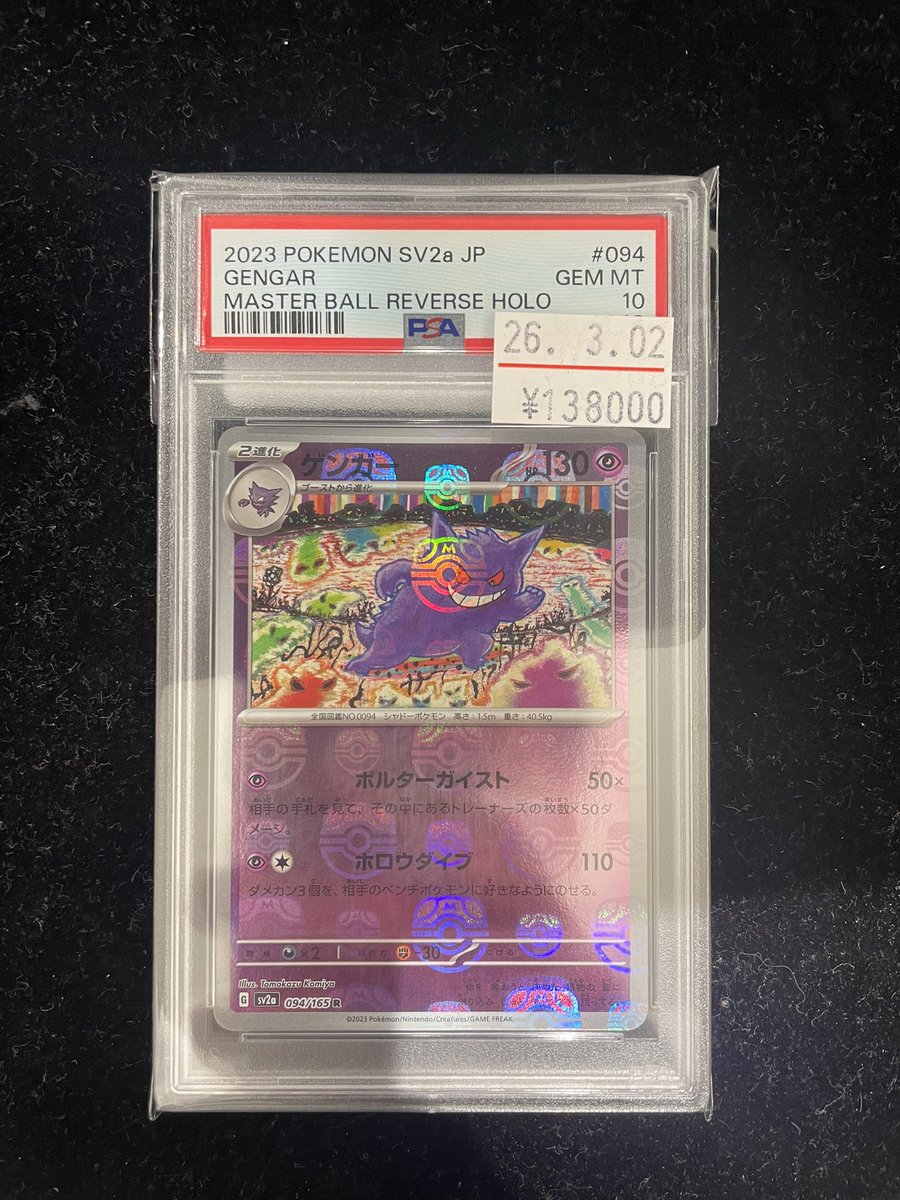 2023 POKEMON SV2a JP #094
GENGAR GEM MT
MASTER BALL REVERSE HOLO 10
PSA
26. 3.02
¥138000
2進化
ゲンガー
HP 130
ゴーストから進化
全国図鑑NO.0094 シャドーポケモン 高さ：1.5m 重さ：40.5kg
ポルターガイスト 50×
相手の手札を見て、その中にあるトレーナーズの枚数×50ダ
メージ。
ホロウダイブ 110
ダメカン3個を、相手のベンチポケモンに好きなようにのせる。
×2 30
Illus. Tomokazu Komiya
G sv2a 094/165 R
©2023 Pokémon/Nintendo/Creatures/GAME FREAK.